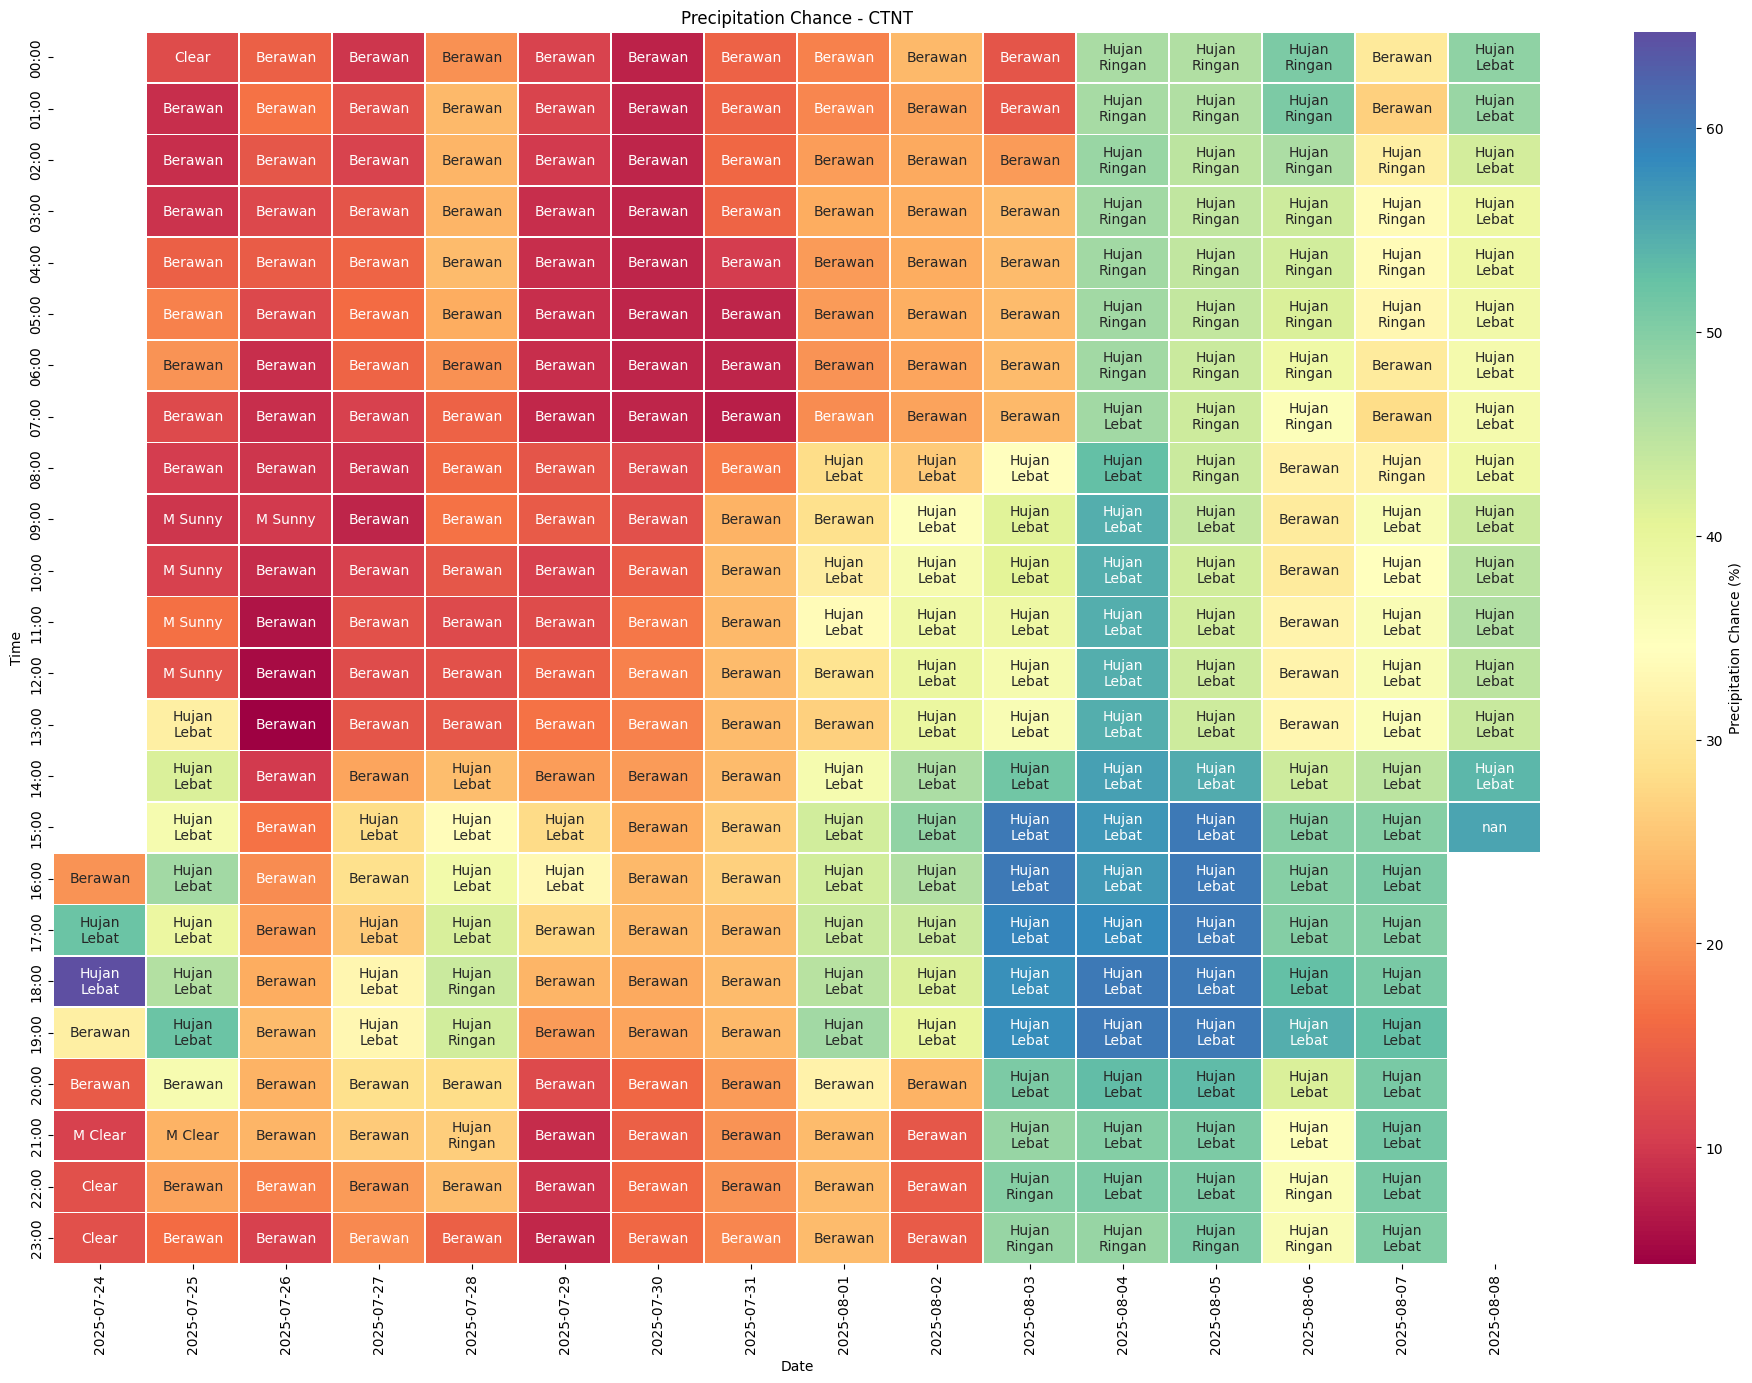 Precipitation Chance - CTNT
00:00 Clear Berawan Berawan Berawan Berawan Berawan Berawan Berawan Berawan Berawan Hujan Ringan Hujan Ringan Hujan Ringan Berawan Hujan Lebat
01:00 Berawan Berawan Berawan Berawan Berawan Berawan Berawan Berawan Berawan Berawan Hujan Ringan Hujan Ringan Hujan Ringan Berawan Hujan Lebat
02:00 Berawan Berawan Berawan Berawan Berawan Berawan Berawan Berawan Berawan Berawan Hujan Ringan Hujan Ringan Hujan Ringan Hujan Ringan Hujan Lebat
03:00 Berawan Berawan Berawan Berawan Berawan Berawan Berawan Berawan Berawan Berawan Hujan Ringan Hujan Ringan Hujan Ringan Hujan Ringan Hujan Lebat
04:00 Berawan Berawan Berawan Berawan Berawan Berawan Berawan Berawan Berawan Berawan Hujan Ringan Hujan Ringan Hujan Ringan Hujan Ringan Hujan Lebat
05:00 Berawan Berawan Berawan Berawan Berawan Berawan Berawan Berawan Berawan Berawan Hujan Ringan Hujan Ringan Hujan Ringan Hujan Ringan Hujan Lebat
06:00 Berawan Berawan Berawan Berawan Berawan Berawan Berawan Berawan Berawan Berawan Hujan Ringan Hujan Ringan Hujan Ringan Berawan Hujan Lebat
07:00 Berawan Berawan Berawan Berawan Berawan Berawan Berawan Berawan Berawan Berawan Hujan Lebat Hujan Ringan Hujan Ringan Berawan Hujan Lebat
08:00 Berawan Berawan Berawan Berawan Berawan Berawan Berawan Hujan Lebat Hujan Lebat Hujan Lebat Hujan Lebat Hujan Ringan Berawan Hujan Ringan Hujan Lebat
09:00 M Sunny M Sunny Berawan Berawan Berawan Berawan Berawan Berawan Hujan Lebat Hujan Lebat Hujan Lebat Hujan Lebat Berawan Hujan Lebat Hujan Lebat
10:00 M Sunny Berawan Berawan Berawan Berawan Berawan Berawan Hujan Lebat Hujan Lebat Hujan Lebat Hujan Lebat Hujan Lebat Berawan Hujan Lebat Hujan Lebat
11:00 M Sunny Berawan Berawan Berawan Berawan Berawan Berawan Hujan Lebat Hujan Lebat Hujan Lebat Hujan Lebat Hujan Lebat Berawan Hujan Lebat Hujan Lebat
12:00 M Sunny Berawan Berawan Berawan Berawan Berawan Berawan Berawan Hujan Lebat Hujan Lebat Hujan Lebat Hujan Lebat Berawan Hujan Lebat Hujan Lebat
13:00 Hujan Lebat Berawan Berawan Berawan Berawan Berawan Berawan Berawan Hujan Lebat Hujan Lebat Hujan Lebat Hujan Lebat Berawan Hujan Lebat Hujan Lebat
14:00 Hujan Lebat Berawan Berawan Hujan Lebat Berawan Berawan Berawan Hujan Lebat Hujan Lebat Hujan Lebat Hujan Lebat Hujan Lebat Hujan Lebat Hujan Lebat Hujan Lebat
15:00 Hujan Lebat Berawan Hujan Lebat Hujan Lebat Hujan Lebat Berawan Berawan Hujan Lebat Hujan Lebat Hujan Lebat Hujan Lebat Hujan Lebat Hujan Lebat Hujan Lebat nan
16:00 Berawan Hujan Lebat Berawan Berawan Hujan Lebat Hujan Lebat Berawan Berawan Hujan Lebat Hujan Lebat Hujan Lebat Hujan Lebat Hujan Lebat Hujan Lebat Hujan Lebat
17:00 Hujan Lebat Hujan Lebat Berawan Hujan Lebat Hujan Lebat Berawan Berawan Berawan Hujan Lebat Hujan Lebat Hujan Lebat Hujan Lebat Hujan Lebat Hujan Lebat Hujan Lebat
18:00 Hujan Lebat Hujan Lebat Berawan Hujan Lebat Hujan Ringan Berawan Berawan Berawan Hujan Lebat Hujan Lebat Hujan Lebat Hujan Lebat Hujan Lebat Hujan Lebat Hujan Lebat
19:00 Berawan Hujan Lebat Berawan Hujan Lebat Hujan Ringan Berawan Berawan Berawan Hujan Lebat Hujan Lebat Hujan Lebat Hujan Lebat Hujan Lebat Hujan Lebat Hujan Lebat
20:00 Berawan Berawan Berawan Berawan Berawan Berawan Berawan Berawan Berawan Berawan Hujan Lebat Hujan Lebat Hujan Lebat Hujan Lebat Hujan Lebat
21:00 M Clear M Clear Berawan Berawan Hujan Ringan Berawan Berawan Berawan Berawan Berawan Hujan Lebat Hujan Lebat Hujan Lebat Hujan Lebat Hujan Lebat
22:00 Clear Berawan Berawan Berawan Berawan Berawan Berawan Berawan Berawan Berawan Hujan Ringan Hujan Lebat Hujan Lebat Hujan Ringan Hujan Lebat
23:00 Clear Berawan Berawan Berawan Berawan Berawan Berawan Berawan Berawan Berawan Hujan Ringan Hujan Ringan Hujan Ringan Hujan Ringan Hujan Lebat
Time
2025-07-24 2025-07-25 2025-07-26 2025-07-27 2025-07-28 2025-07-29 2025-07-30 2025-07-31 2025-08-01 2025-08-02 2025-08-03 2025-08-04 2025-08-05 2025-08-06 2025-08-07 2025-08-08
Date
60
50
40
30
20
10
Precipitation Chance (%)